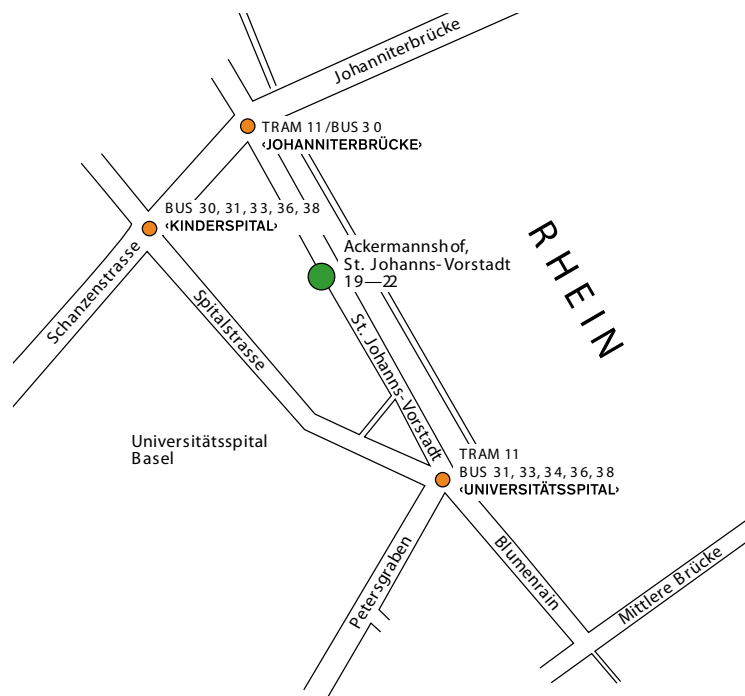 Johanniterbrücke
TRAM 11/BUS 30
‹JOHANNITERBRÜCKE›
BUS 30, 31, 33, 36, 38
‹KINDERSPITAL›
RHEIN
Ackermannshof,
St. Johanns-Vorstadt
19—22
Schanzenstrasse
Spitalstrasse
St. Johanns-Vorstadt
Universitätsspital
Basel
TRAM 11
BUS 31, 33, 34, 36, 38
‹UNIVERSITÄTSSPITAL›
Petersgraben
Blumenrain
Mittlere Brücke